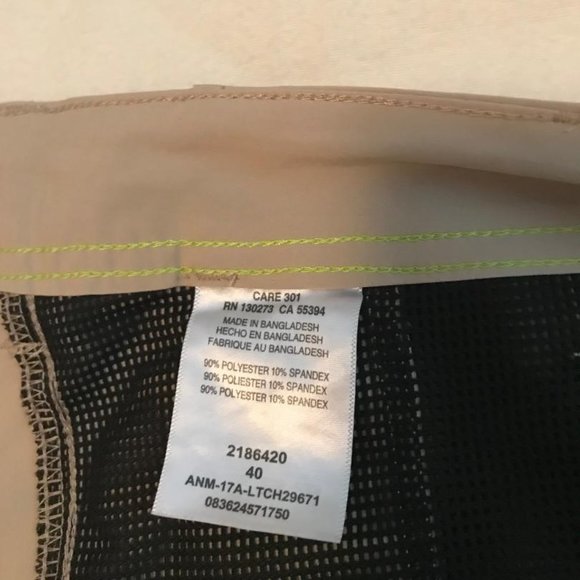 CARE 301
RN 130273 CA 55394
MADE IN BANGLADESH
HECHO EN BANGLADESH
FABRIQUE AU BANGLADESH
90% POLYESTER 10% SPANDEX
90% POLIESTER 10% SPANDEX
90% POLYESTER 10% SPANDEX
2186420
40
ANM-17A-LTCH29671
083624571750